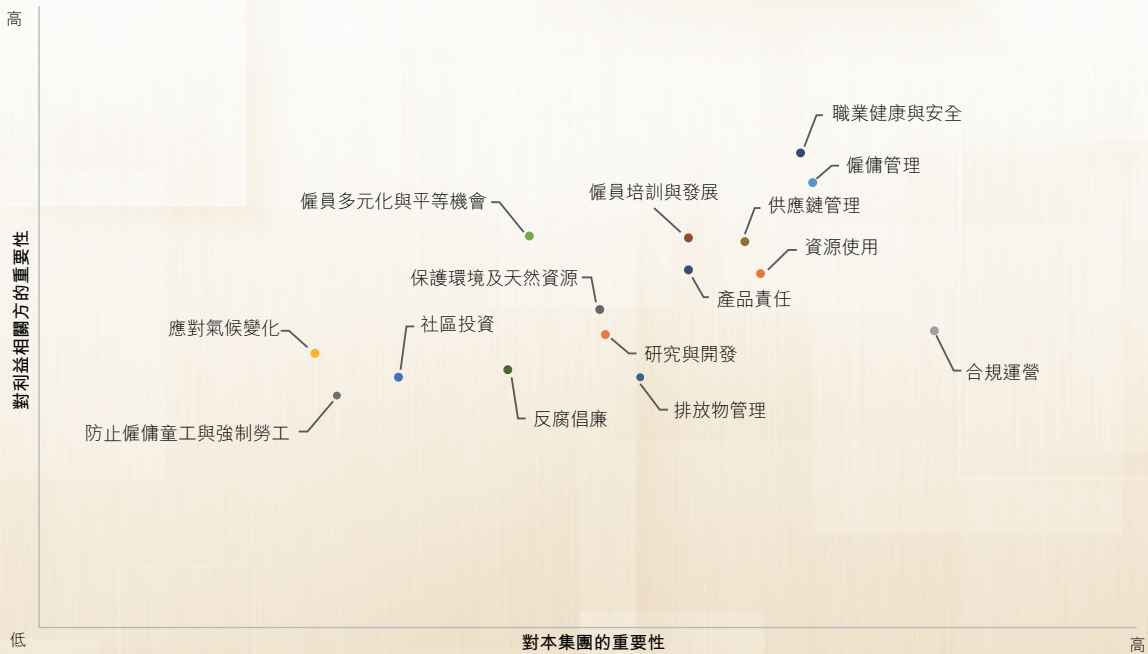 高
職業健康與安全
僱傭管理
僱員培訓與發展
僱員多元化與平等機會
供應鏈管理
資源使用
保護環境及天然資源
產品責任
社區投資
應對氣候變化
研究與開發
合規運營
排放物管理
反腐倡廉
防止僱傭童工與強制勞工
對利益相關方的重要性
低
對本集團的重要性
高